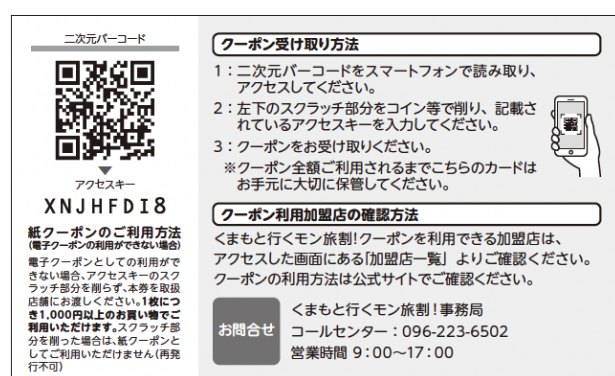 二次元バーコード
アクセスキー
XNJHFDI8
紙クーポンのご利用方法
(電子クーポンの利用ができない場合)
電子クーポンとしての利用がで
きない場合、アクセスキーのスク
ラッチ部分を削らず、本券を取扱
店舗にお渡しください。1枚につ
き1,000円以上のお買い物でご
利用いただけます。スクラッチ部
分を削った場合は、紙クーポンと
してご利用いただけません(再発
行不可)
クーポン受け取り方法
1：二次元バーコードをスマートフォンで読み取り、
アクセスしてください。
2：左下のスクラッチ部分をコイン等で削り、記載さ
れているアクセスキーを入力してください。
3：クーポンをお受け取りください。
※クーポン全額ご利用されるまでこちらのカードは
お手元に大切に保管してください。
クーポン利用加盟店の確認方法
くまもと行くモン旅割!クーポンを利用できる加盟店は、
アクセスした画面にある「加盟店一覧」よりご確認ください。
クーポンの利用方法は公式サイトでご確認ください。
お問合せ
くまもと行くモン旅割!事務局
コールセンター：096-223-6502
営業時間 9：00〜17：00